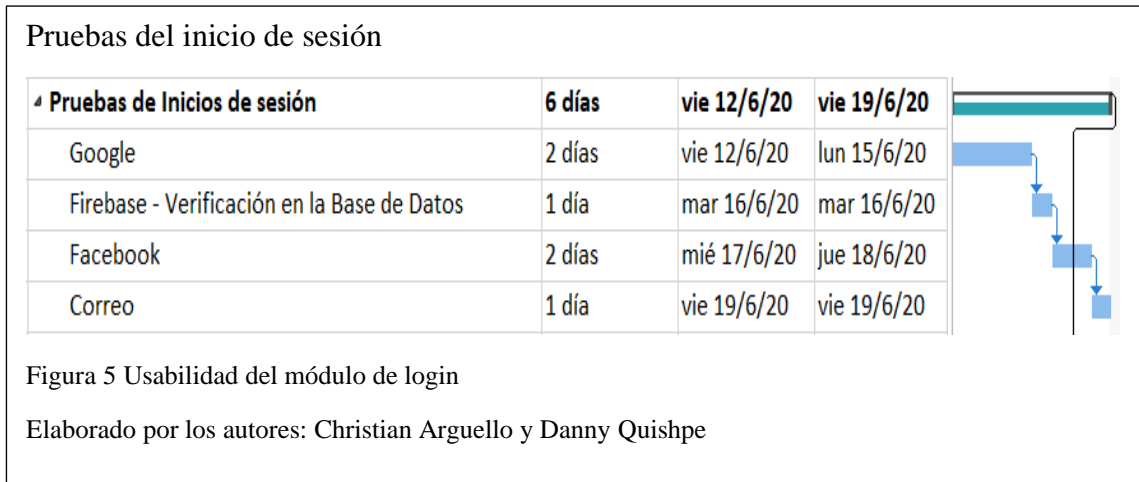 Pruebas del inicio de sesión
Pruebas de Inicios de sesión 6 días vie 12/6/20 vie 19/6/20
Google 2 días vie 12/6/20 lun 15/6/20
Firebase - Verificación en la Base de Datos 1 día mar 16/6/20 mar 16/6/20
Facebook 2 días mié 17/6/20 jue 18/6/20
Correo 1 día vie 19/6/20 vie 19/6/20
Figura 5 Usabilidad del módulo de login
Elaborado por los autores: Christian Arguello y Danny Quishpe